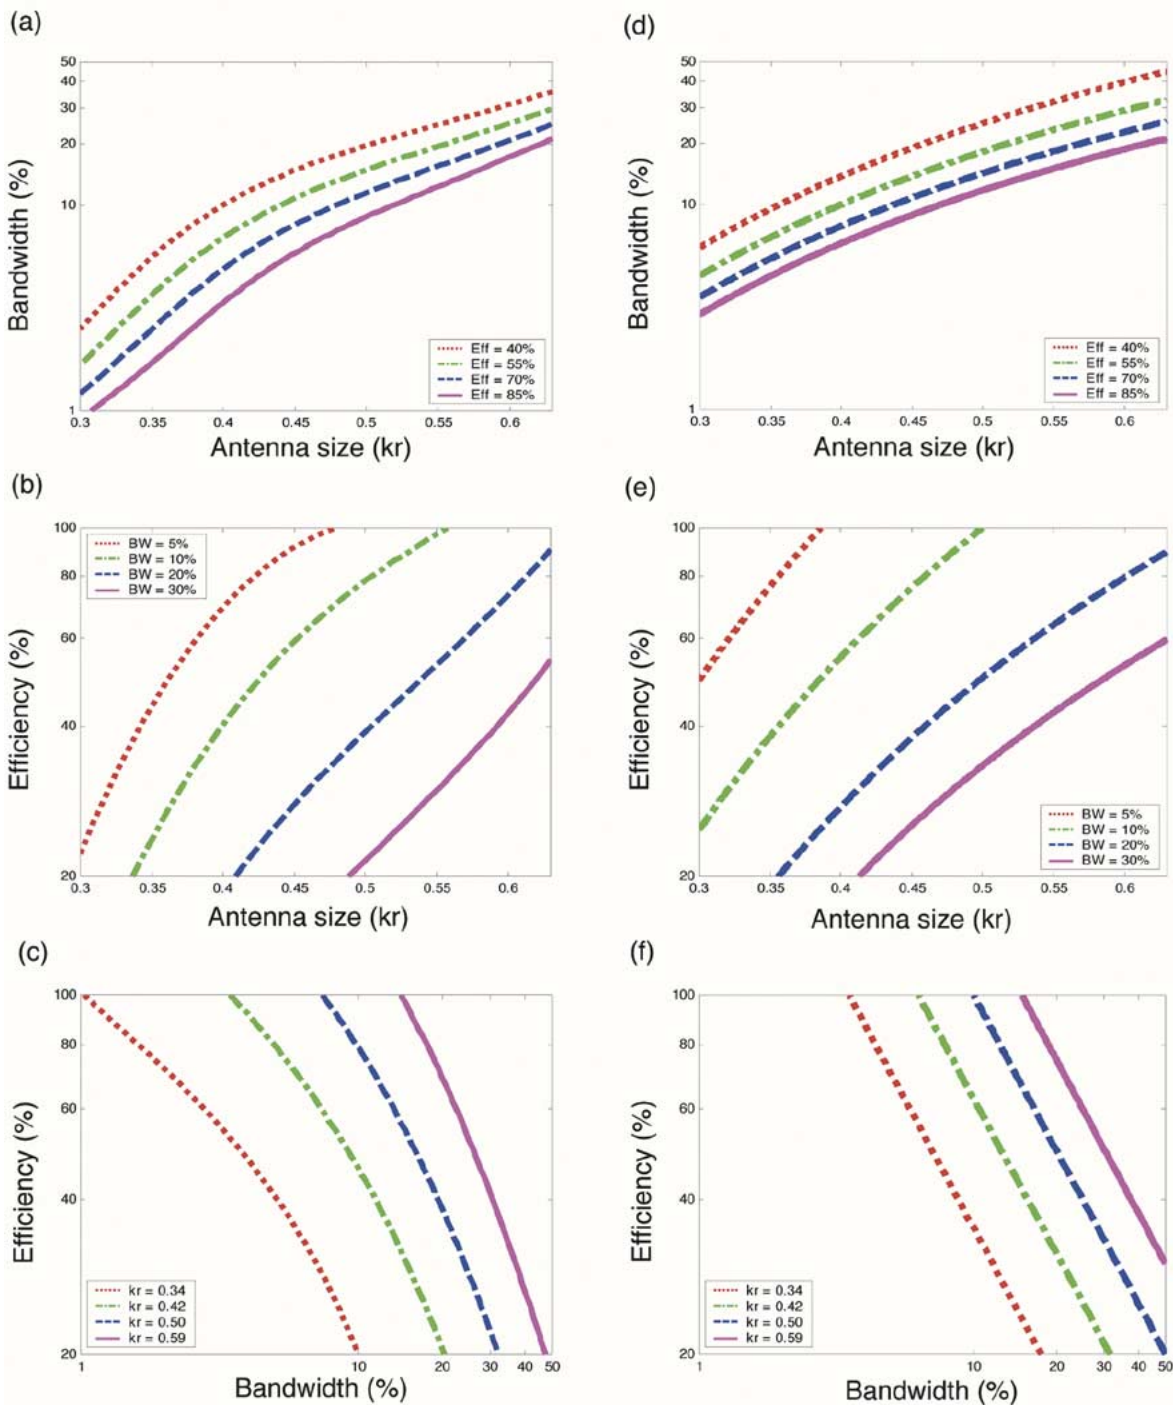 (a)
50
40
30
20
10
1
Bandwidth (%)
Eff = 40%
Eff = 55%
Eff = 70%
Eff = 85%
0.3 0.35 0.4 0.45 0.5 0.55 0.6
Antenna size (kr)
(d)
50
40
30
20
10
1
Bandwidth (%)
Eff = 40%
Eff = 55%
Eff = 70%
Eff = 85%
0.3 0.35 0.4 0.45 0.5 0.55 0.6
Antenna size (kr)
(b)
100
80
60
40
20
Efficiency (%)
BW = 5%
BW = 10%
BW = 20%
BW = 30%
0.3 0.35 0.4 0.45 0.5 0.55 0.6
Antenna size (kr)
(e)
100
80
60
40
20
Efficiency (%)
BW = 5%
BW = 10%
BW = 20%
BW = 30%
0.3 0.35 0.4 0.45 0.5 0.55 0.6
Antenna size (kr)
(c)
100
80
60
40
20
Efficiency (%)
kr = 0.34
kr = 0.42
kr = 0.50
kr = 0.59
1 10 20 30 40 50
Bandwidth (%)
(f)
100
80
60
40
20
Efficiency (%)
kr = 0.34
kr = 0.42
kr = 0.50
kr = 0.59
1 10 20 30 40 50
Bandwidth (%)